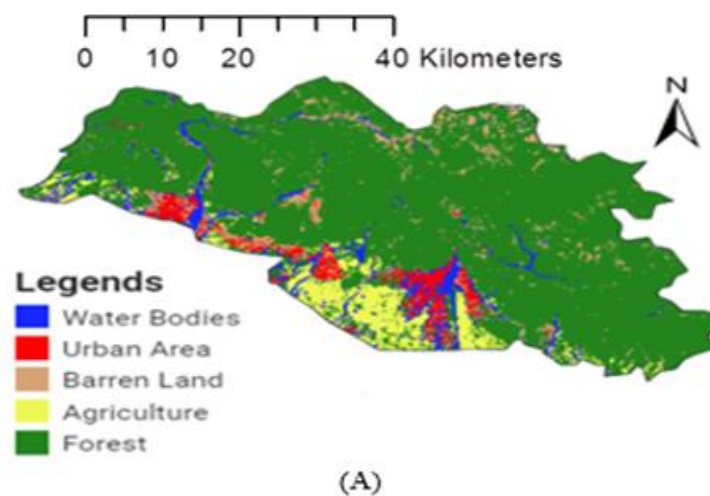 0 10 20 40 Kilometers
N
Legends
Water Bodies
Urban Area
Barren Land
Agriculture
Forest
(A)